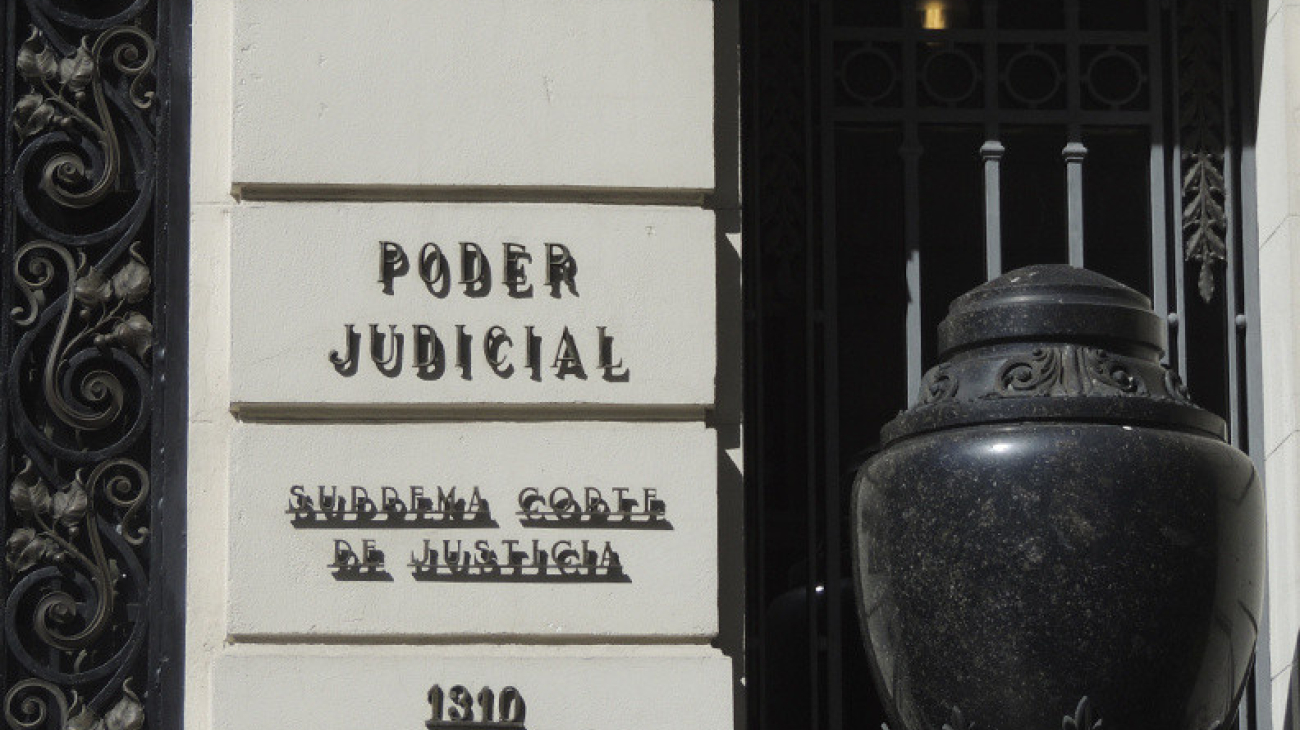 PODER
JUDICIAL
SUPREMA CORTE
DE JUSTICIA
1310